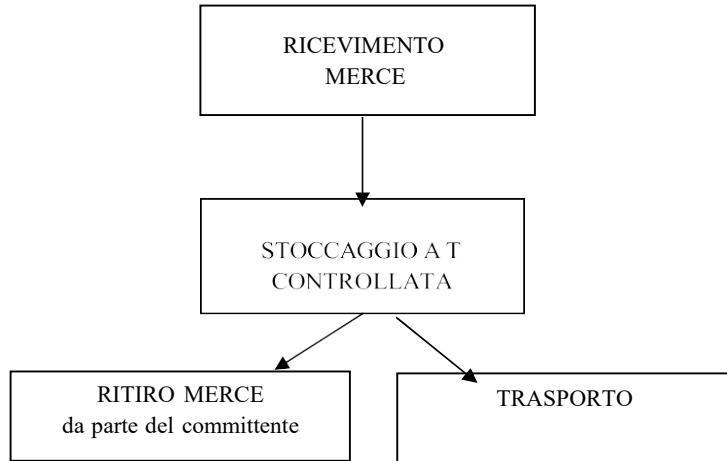 RICEVIMENTO
MERCE
STOCCAGGIO A T
CONTROLLATA
RITIRO MERCE
da parte del committente
TRASPORTO